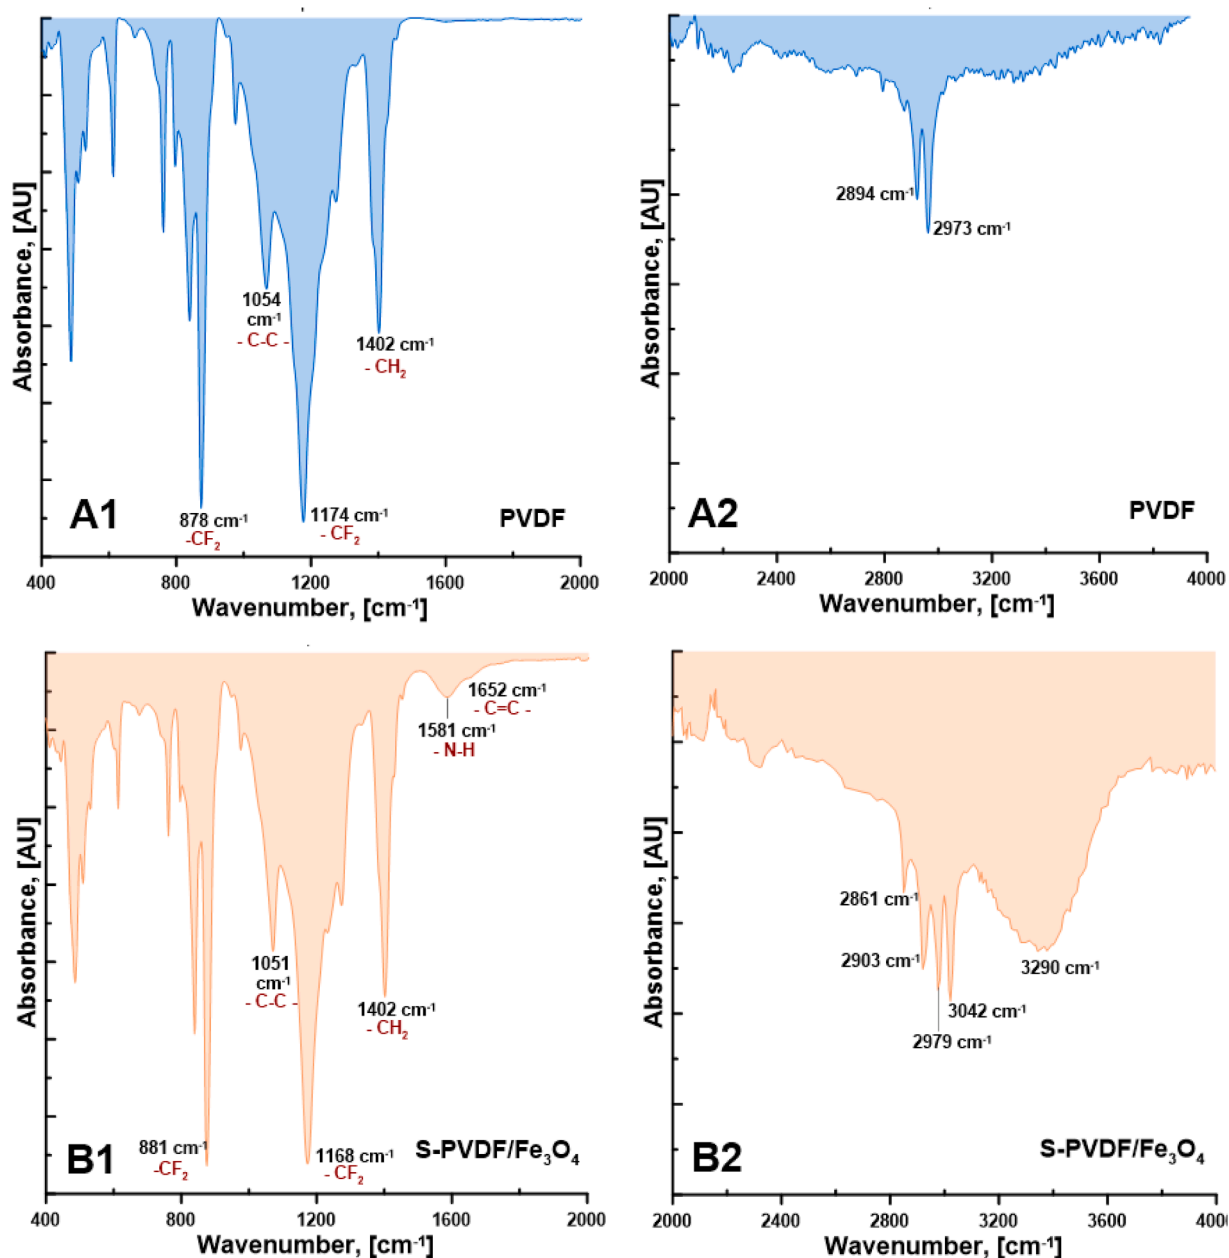 Absorbance, [AU]
1054
cm⁻¹
- C-C -
1402 cm⁻¹
- CH₂
878 cm⁻¹
-CF₂
1174 cm⁻¹
- CF₂
A1
PVDF
400 800 1200 1600 2000
Wavenumber, [cm⁻¹]
Absorbance, [AU]
2894 cm⁻¹
2973 cm⁻¹
A2
PVDF
2000 2400 2800 3200 3600 4000
Wavenumber, [cm⁻¹]
Absorbance, [AU]
1652 cm⁻¹
- C=C -
1581 cm⁻¹
- N-H
1051
cm⁻¹
- C-C -
1402 cm⁻¹
- CH₂
881 cm⁻¹
-CF₂
1168 cm⁻¹
- CF₂
B1
S-PVDF/Fe₃O₄
400 800 1200 1600 2000
Wavenumber, [cm⁻¹]
Absorbance, [AU]
2861 cm⁻¹
2903 cm⁻¹
3290 cm⁻¹
3042 cm⁻¹
2979 cm⁻¹
B2
S-PVDF/Fe₃O₄
2000 2400 2800 3200 3600 4000
Wavenumber, [cm⁻¹]